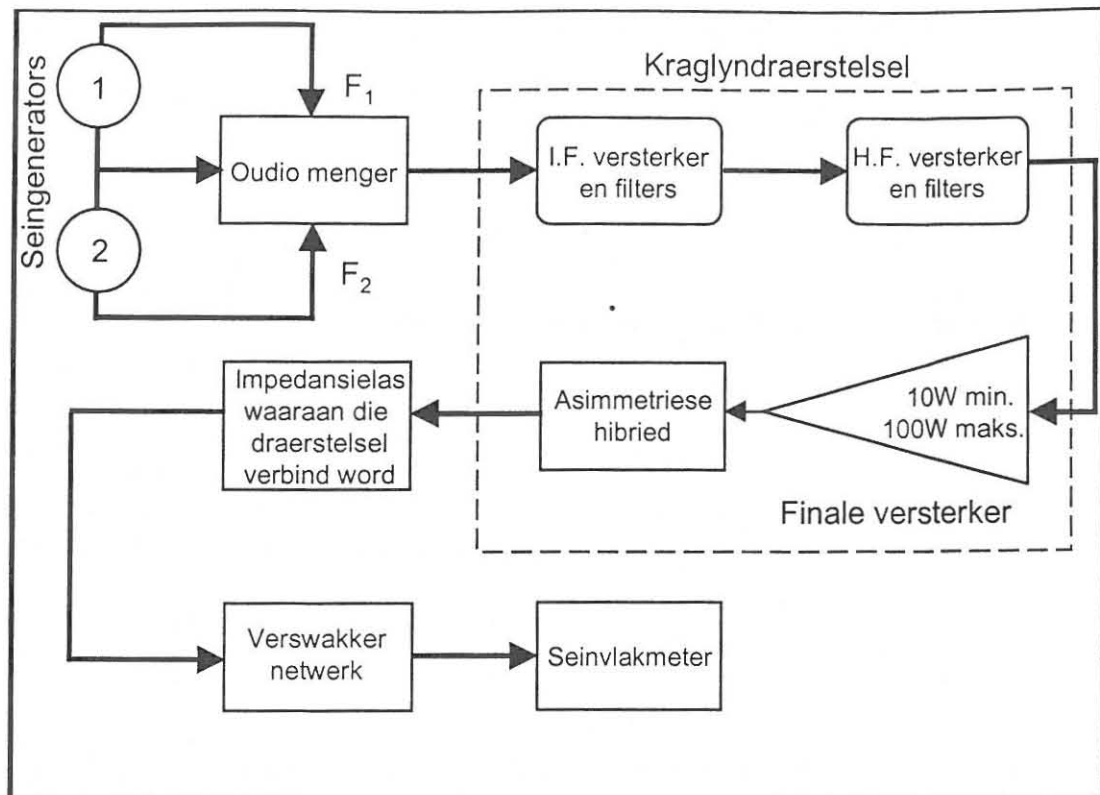 Seingenerators
1
2
F₁
F₂
Oudio menger
Kraglyndraerstelsel
I.F. versterker
en filters
H.F. versterker
en filters
10W min.
100W maks.
Finale versterker
Asimmetriese
hibried
Impedansielas
waaraan die
draerstelsel
verbind word
Verswakker
netwerk
Seinvlakmeter